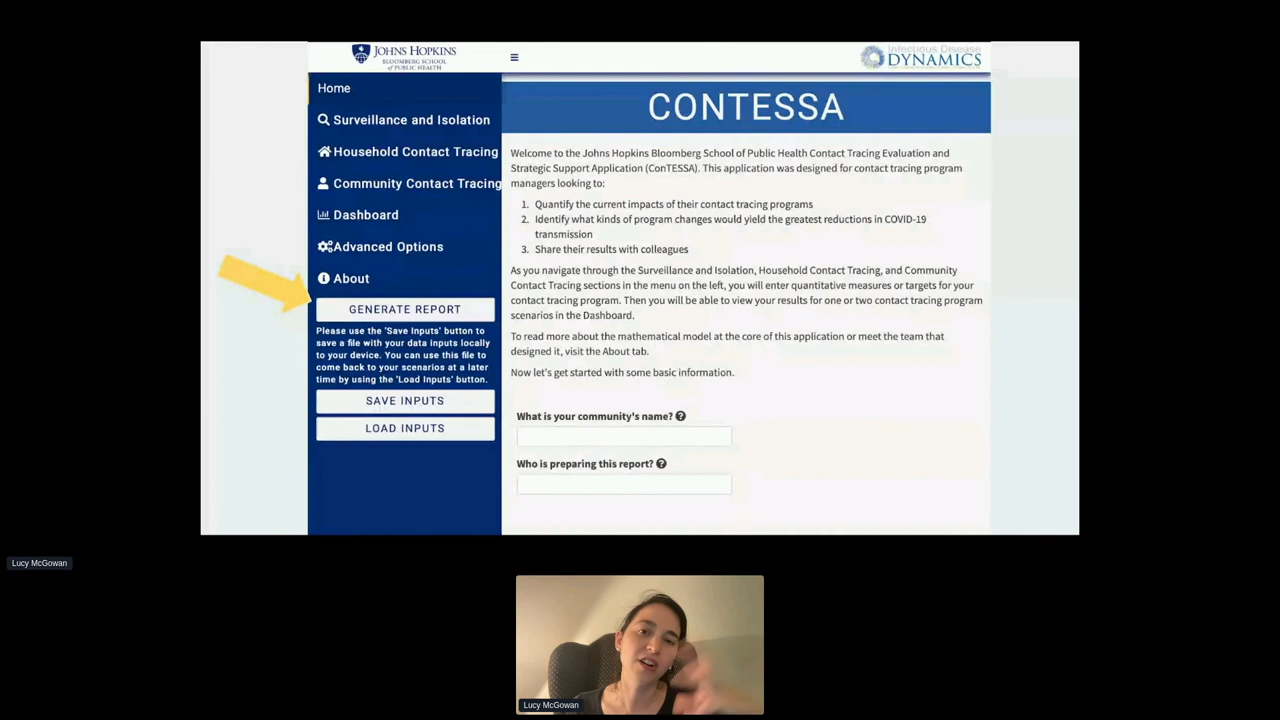 JOHNS HOPKINS
BLOOMBERG SCHOOL
of PUBLIC HEALTH
Infectious Disease
DYNAMICS
Home
Surveillance and Isolation
Household Contact Tracing
Community Contact Tracing
Dashboard
Advanced Options
About
GENERATE REPORT
Please use the 'Save Inputs' button to
save a file with your data inputs locally
to your device. You can use this file to
come back to your scenarios at a later
time by using the 'Load Inputs' button.
SAVE INPUTS
LOAD INPUTS
CONTESSA
Welcome to the Johns Hopkins Bloomberg School of Public Health Contact Tracing Evaluation and
Strategic Support Application (ConTESSA). This application was designed for contact tracing program
managers looking to:
1. Quantify the current impacts of their contact tracing programs
2. Identify what kinds of program changes would yield the greatest reductions in COVID-19
transmission
3. Share their results with colleagues
As you navigate through the Surveillance and Isolation, Household Contact Tracing, and Community
Contact Tracing sections in the menu on the left, you will enter quantitative measures or targets for your
contact tracing program. Then you will be able to view your results for one or two contact tracing program
scenarios in the Dashboard.
To read more about the mathematical model at the core of this application or meet the team that
designed it, visit the About tab.
Now let's get started with some basic information.
What is your community's name?
Who is preparing this report?
Lucy McGowan
Lucy McGowan